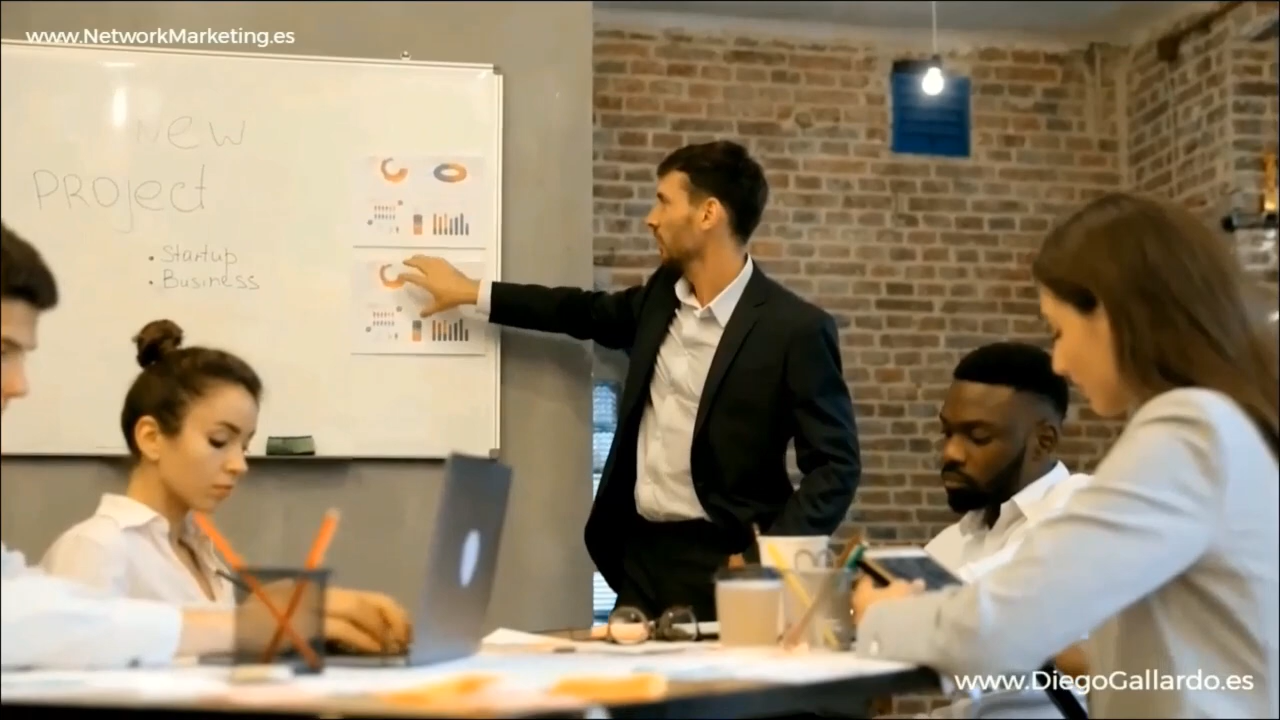 www.NetworkMarketing.es
New
PROject
• Startup
• Business
www.DiegoGallardo.es